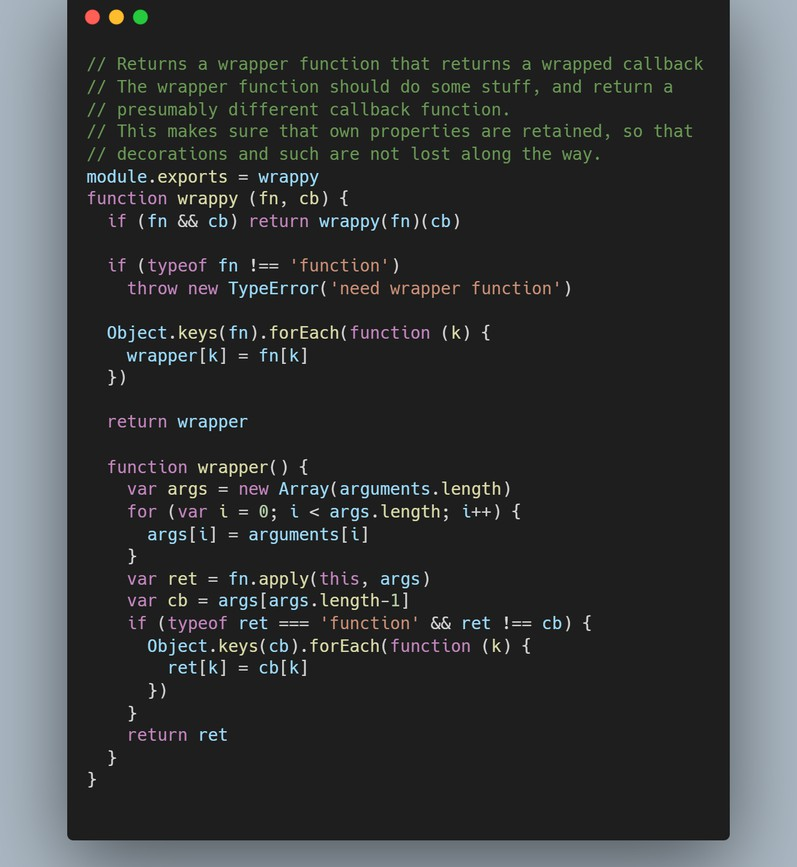 // Returns a wrapper function that returns a wrapped callback
// The wrapper function should do some stuff, and return a
// presumably different callback function.
// This makes sure that own properties are retained, so that
// decorations and such are not lost along the way.
module.exports = wrappy
function wrappy (fn, cb) {
  if (fn && cb) return wrappy(fn)(cb)

  if (typeof fn !== 'function')
    throw new TypeError('need wrapper function')

  Object.keys(fn).forEach(function (k) {
    wrapper[k] = fn[k]
  })

  return wrapper

  function wrapper() {
    var args = new Array(arguments.length)
    for (var i = 0; i < args.length; i++) {
      args[i] = arguments[i]
    }
    var ret = fn.apply(this, args)
    var cb = args[args.length-1]
    if (typeof ret === 'function' && ret !== cb) {
      Object.keys(cb).forEach(function (k) {
        ret[k] = cb[k]
      })
    }
    return ret
  }
}